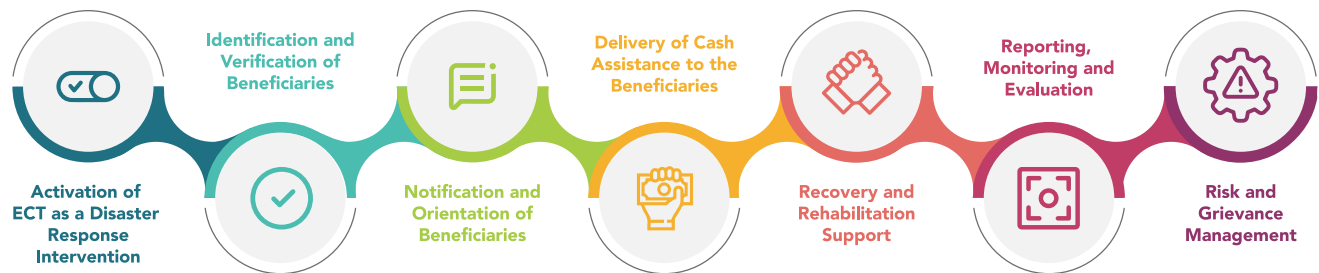 Activation of
ECT as a Disaster
Response
Intervention
Identification and
Verification of
Beneficiaries
Notification and
Orientation of
Beneficiaries
Delivery of Cash
Assistance to the
Beneficiaries
Recovery and
Rehabilitation
Support
Reporting,
Monitoring and
Evaluation
Risk and
Grievance
Management